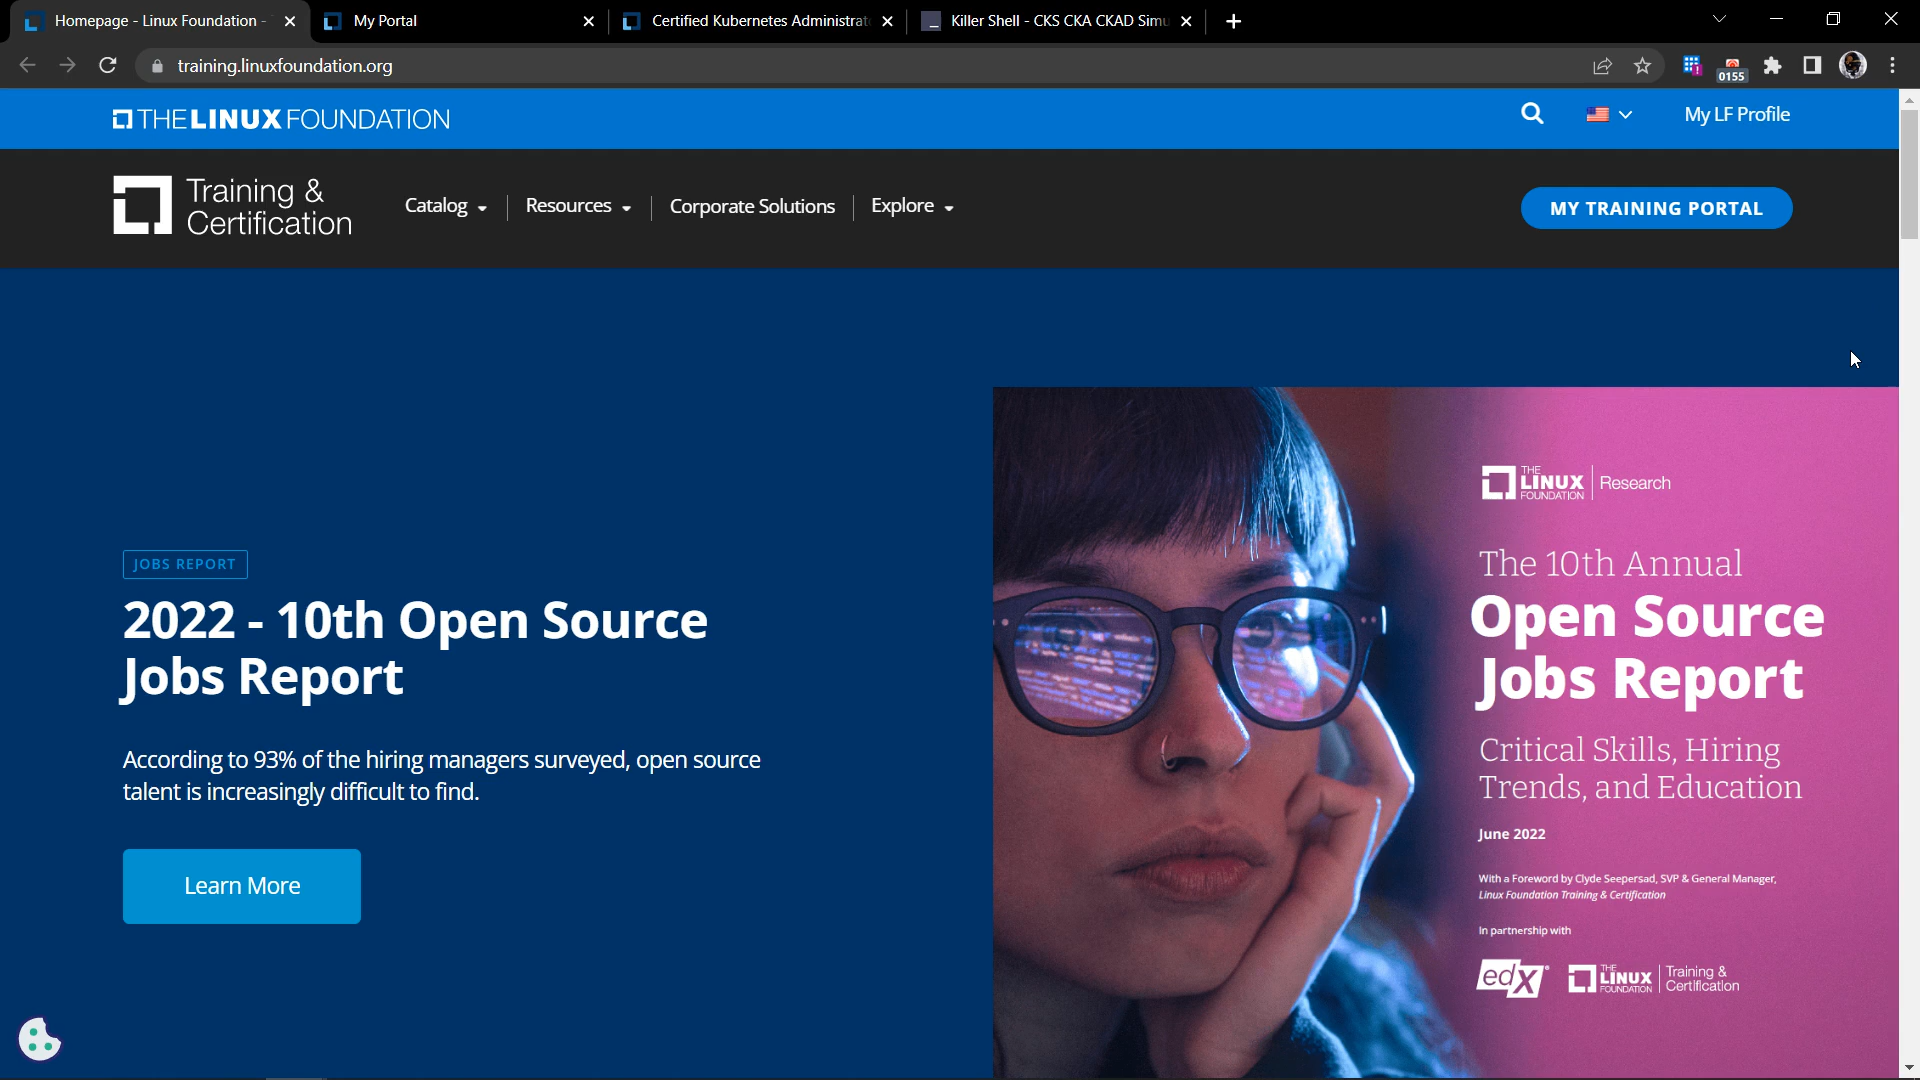 Homepage - Linux Foundation -
My Portal
Certified Kubernetes Administrat
Killer Shell - CKS CKA CKAD Simu
training.linuxfoundation.org
0155
THE LINUX FOUNDATION
My LF Profile
Training &
Certification
Catalog
Resources
Corporate Solutions
Explore
MY TRAINING PORTAL
JOBS REPORT
2022 - 10th Open Source
Jobs Report
According to 93% of the hiring managers surveyed, open source
talent is increasingly difficult to find.
Learn More
THE
LINUX
FOUNDATION
Research
The 10th Annual
Open Source
Jobs Report
Critical Skills, Hiring
Trends, and Education
June 2022
With a Foreword by Clyde Seepersad, SVP & General Manager,
Linux Foundation Training & Certification
In partnership with
edX
THE
LINUX
FOUNDATION
Training &
Certification